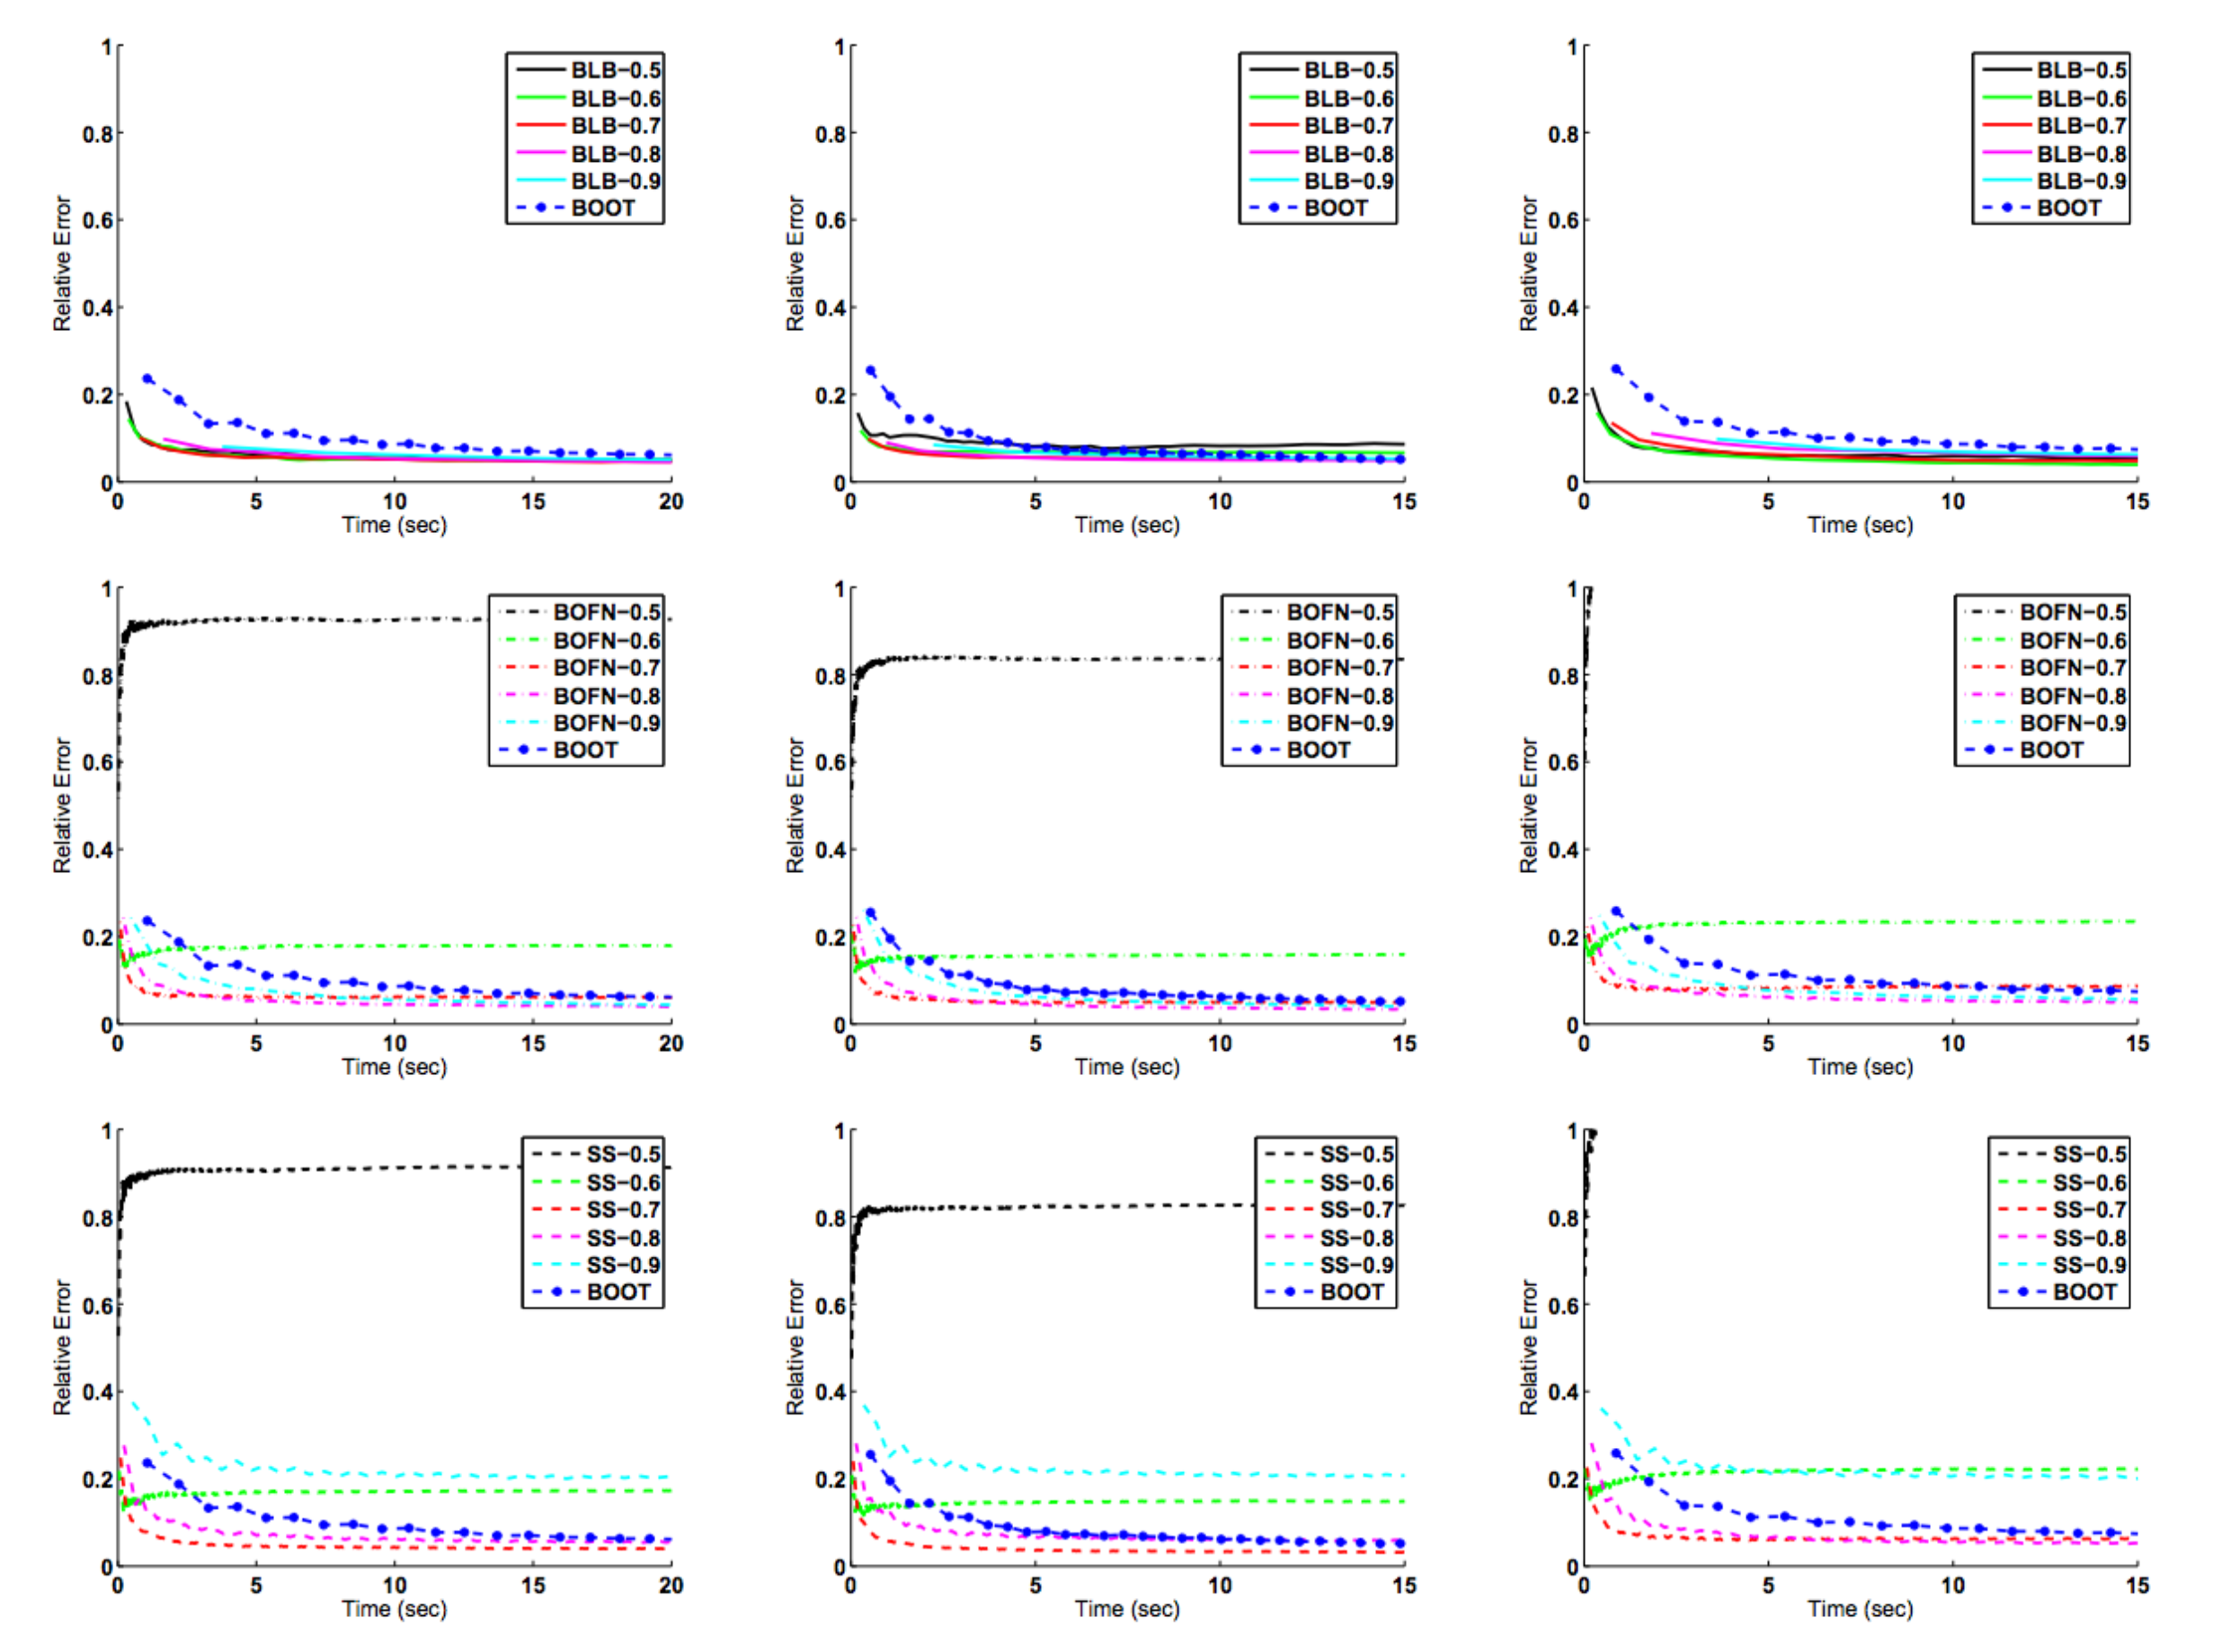 1
0.8
0.6
0.4
0.2
0
0 5 10 15 20
Relative Error
Time (sec)
BLB−0.5
BLB−0.6
BLB−0.7
BLB−0.8
BLB−0.9
BOOT
1
0.8
0.6
0.4
0.2
0
0 5 10 15
Relative Error
Time (sec)
BLB−0.5
BLB−0.6
BLB−0.7
BLB−0.8
BLB−0.9
BOOT
1
0.8
0.6
0.4
0.2
0
0 5 10 15
Relative Error
Time (sec)
BLB−0.5
BLB−0.6
BLB−0.7
BLB−0.8
BLB−0.9
BOOT
1
0.8
0.6
0.4
0.2
0
0 5 10 15 20
Relative Error
Time (sec)
BOFN−0.5
BOFN−0.6
BOFN−0.7
BOFN−0.8
BOFN−0.9
BOOT
1
0.8
0.6
0.4
0.2
0
0 5 10 15
Relative Error
Time (sec)
BOFN−0.5
BOFN−0.6
BOFN−0.7
BOFN−0.8
BOFN−0.9
BOOT
1
0.8
0.6
0.4
0.2
0
0 5 10 15
Relative Error
Time (sec)
BOFN−0.5
BOFN−0.6
BOFN−0.7
BOFN−0.8
BOFN−0.9
BOOT
1
0.8
0.6
0.4
0.2
0
0 5 10 15 20
Relative Error
Time (sec)
SS−0.5
SS−0.6
SS−0.7
SS−0.8
SS−0.9
BOOT
1
0.8
0.6
0.4
0.2
0
0 5 10 15
Relative Error
Time (sec)
SS−0.5
SS−0.6
SS−0.7
SS−0.8
SS−0.9
BOOT
1
0.8
0.6
0.4
0.2
0
0 5 10 15
Relative Error
Time (sec)
SS−0.5
SS−0.6
SS−0.7
SS−0.8
SS−0.9
BOOT